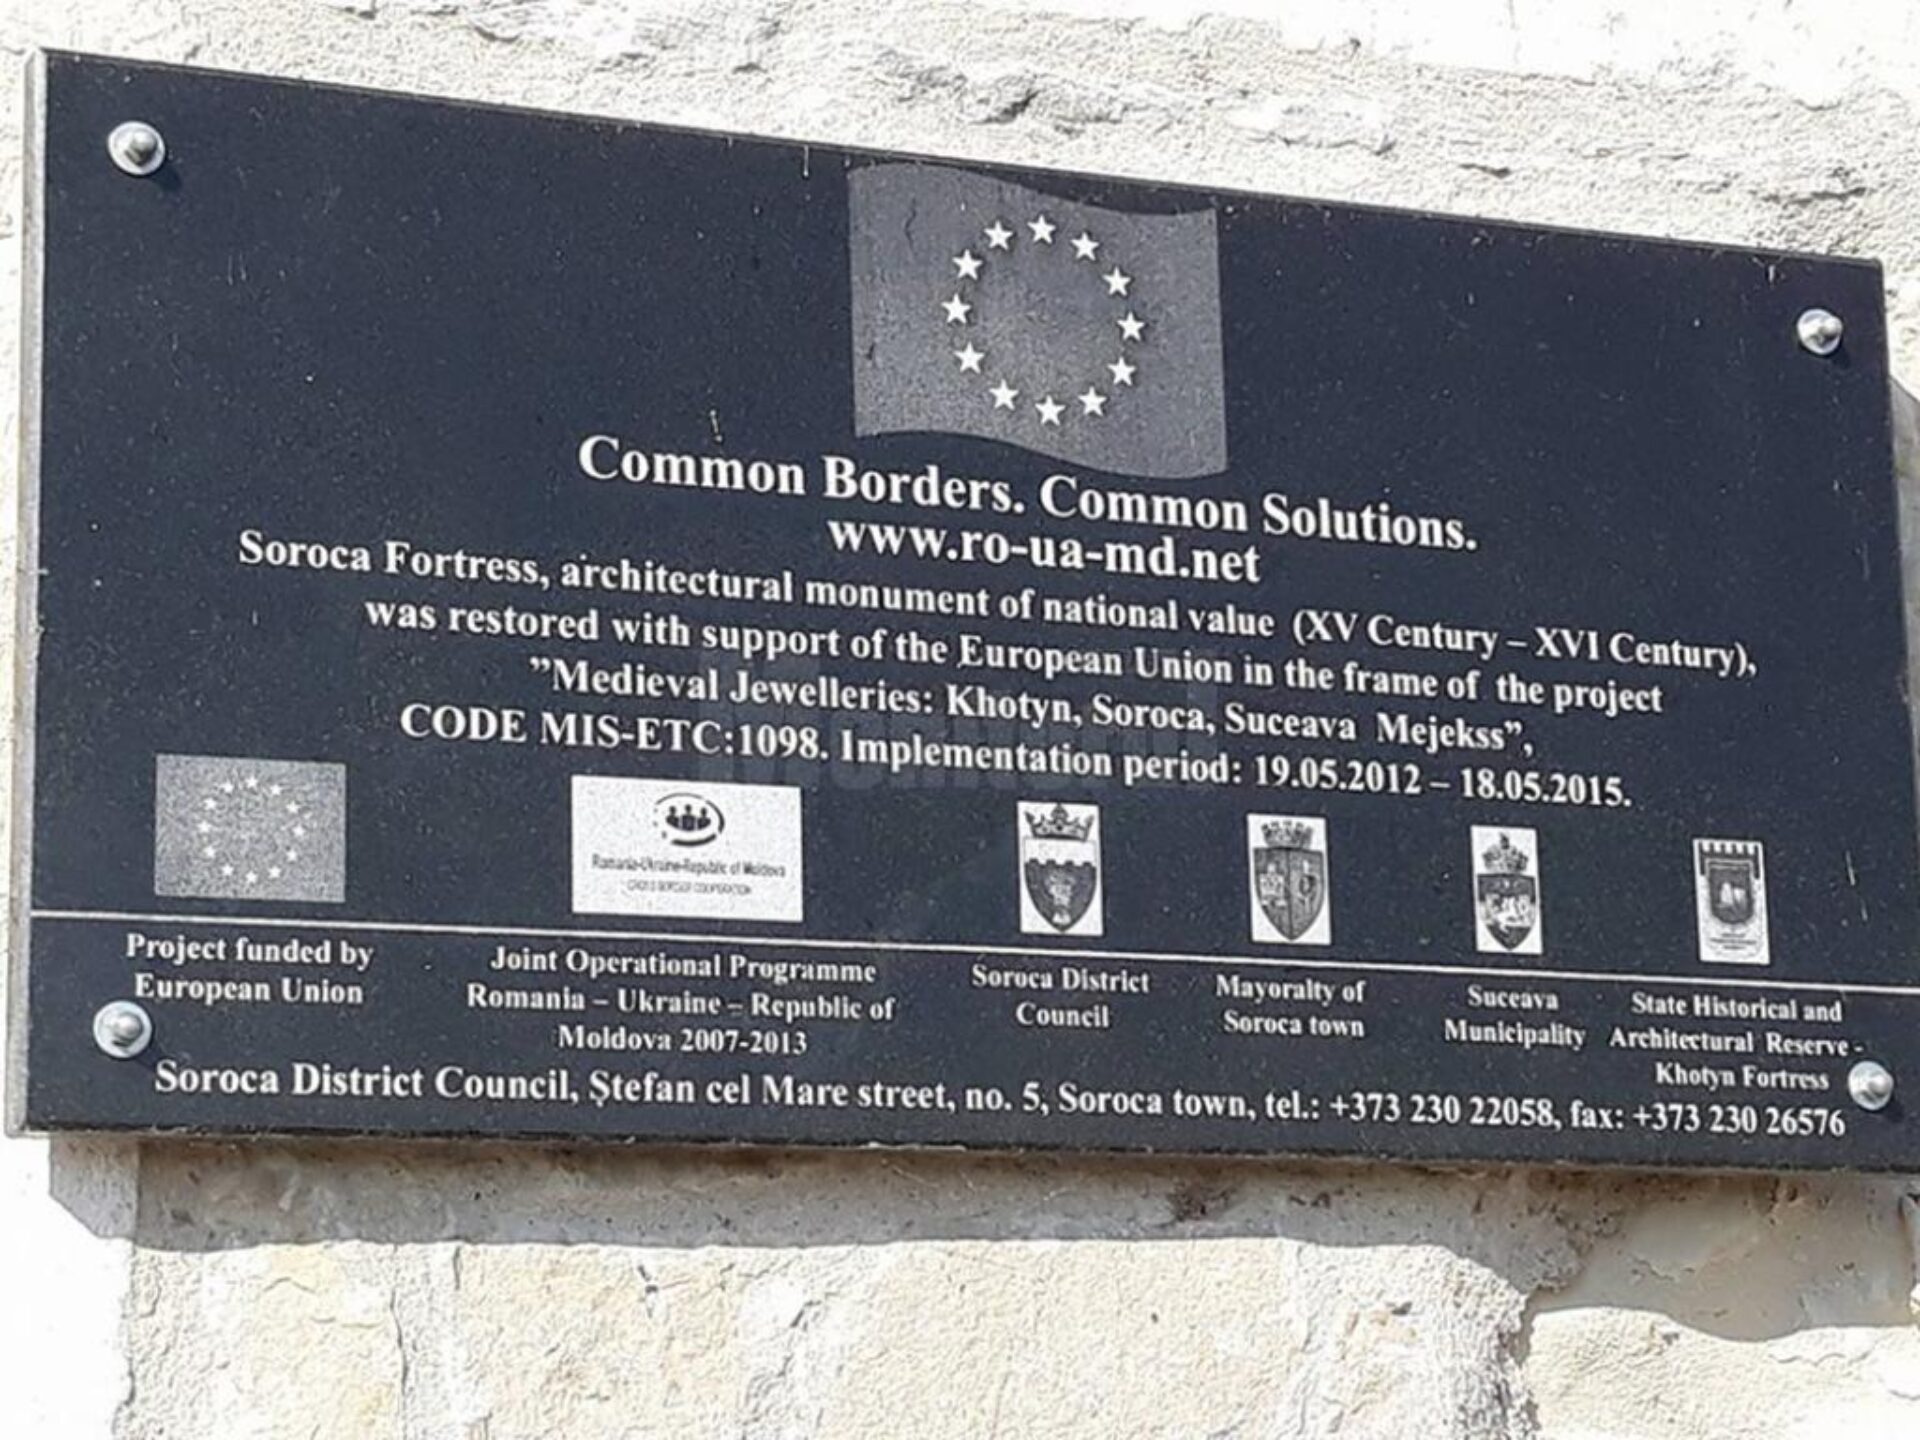 Common Borders. Common Solutions.
www.ro-ua-md.net
Soroca Fortress, architectural monument of national value (XV Century – XVI Century),
was restored with support of the European Union in the frame of the project
”Medieval Jewelleries: Khotyn, Soroca, Suceava Mejekss”,
CODE MIS-ETC:1098. Implementation period: 19.05.2012 – 18.05.2015.
Romania-Ukraine-Republic of Moldova
CROSS BORDER COOPERATION
Project funded by
European Union
Joint Operational Programme
Romania – Ukraine – Republic of
Moldova 2007-2013
Soroca District
Council
Mayoralty of
Soroca town
Suceava
Municipality
State Historical and
Architectural Reserve -
Khotyn Fortress
Soroca District Council, Ștefan cel Mare street, no. 5, Soroca town, tel.: +373 230 22058, fax: +373 230 26576